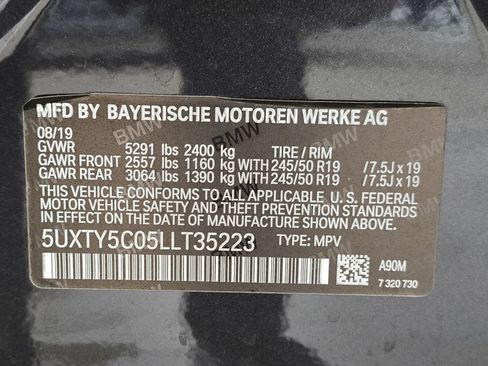 MFD BY BAYERISCHE MOTOREN WERKE AG
08/19
GVWR 5291 lbs 2400 kg TIRE / RIM
GAWR FRONT 2557 lbs 1160 kg WITH 245/50 R19 /7.5J x 19
GAWR REAR 3064 lbs 1390 kg WITH 245/50 R19 /7.5J x 19
THIS VEHICLE CONFORMS TO ALL APPLICABLE U.S. FEDERAL
MOTOR VEHICLE SAFETY, BUMPER, AND THEFT PREVENTION
STANDARDS IN EFFECT ON THE DATE OF MANUFACTURE
SHOWN ABOVE.
5UXTY5C05LLT35223 TYPE: MPV
A90M
7 320 730